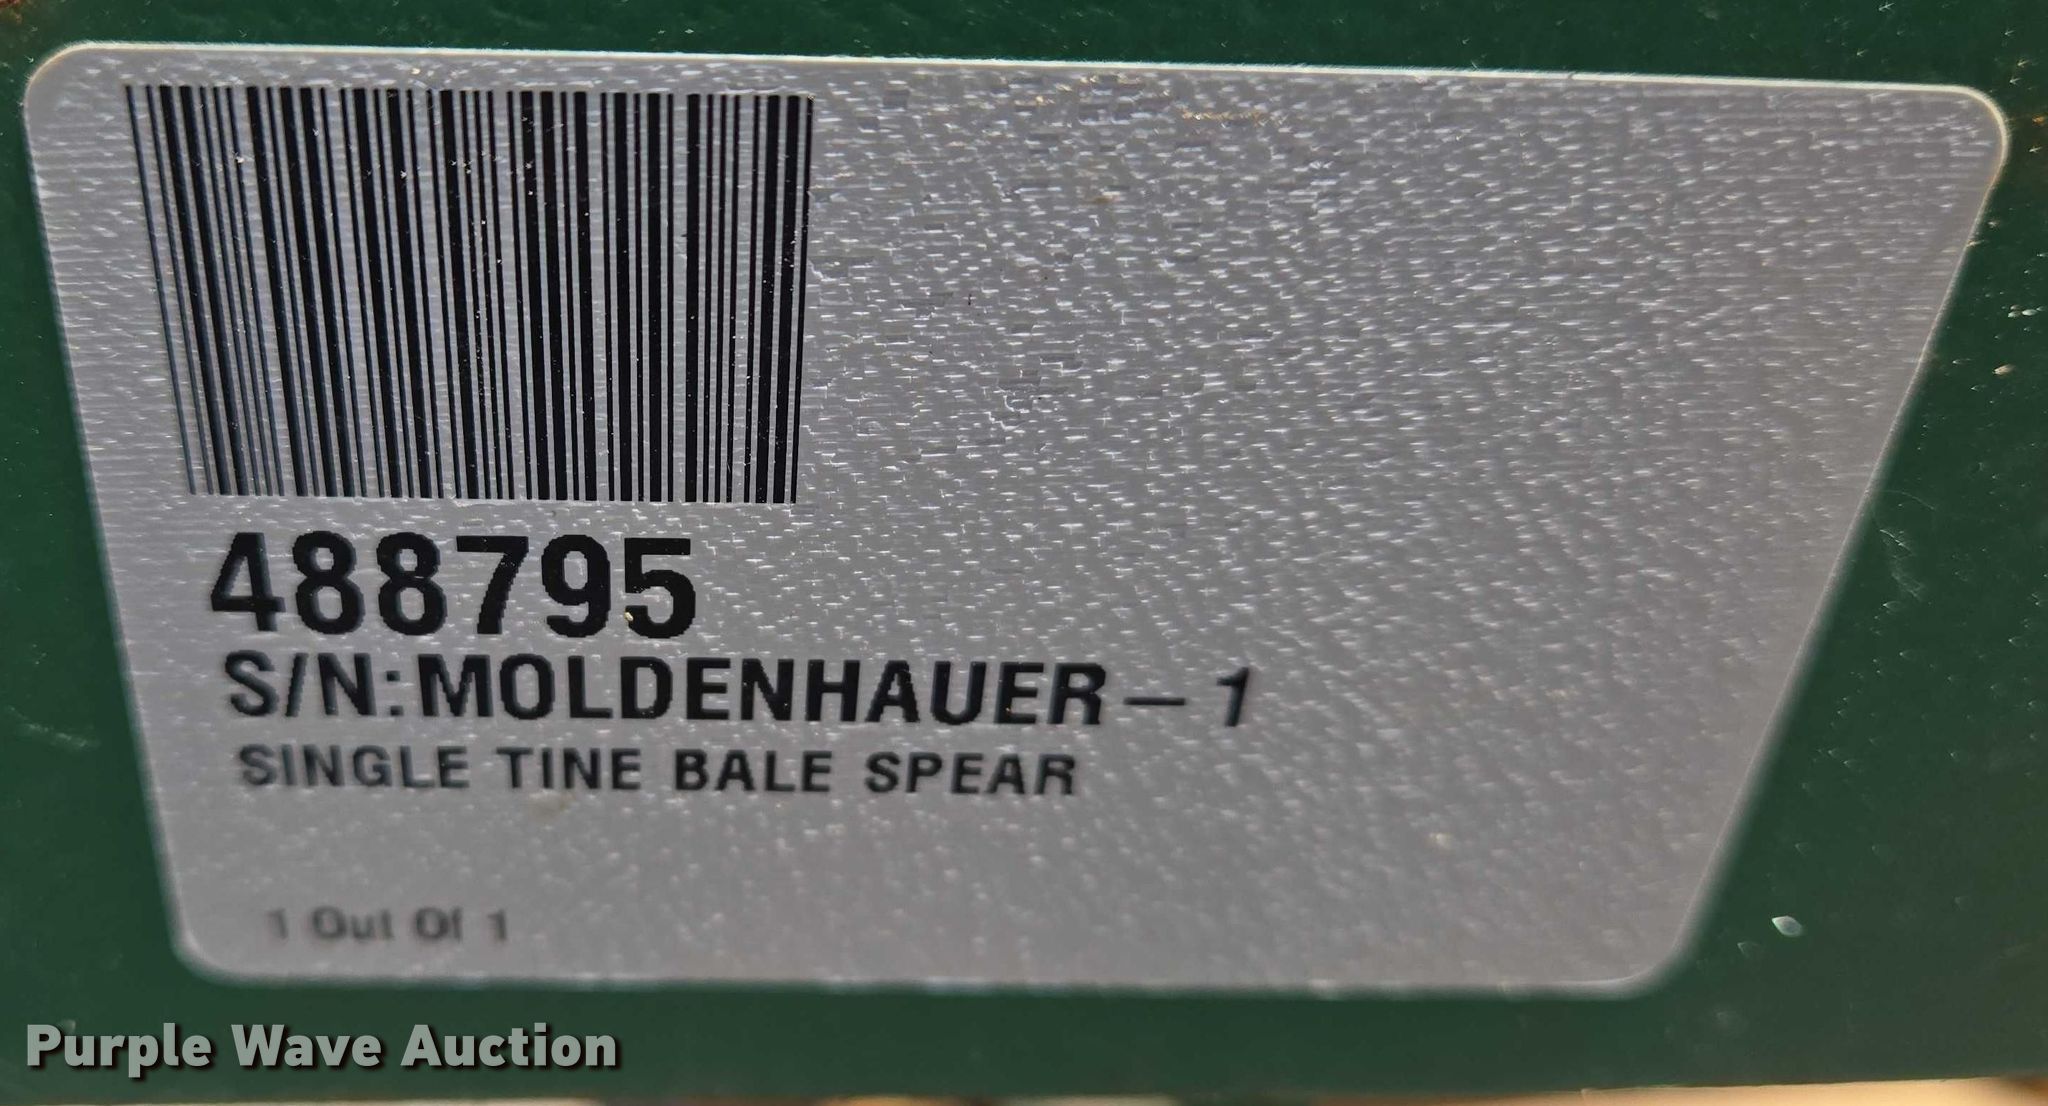 488795
S/N:MOLDENHAUER-1
SINGLE TINE BALE SPEAR
1 Out Of 1
Purple Wave Auction